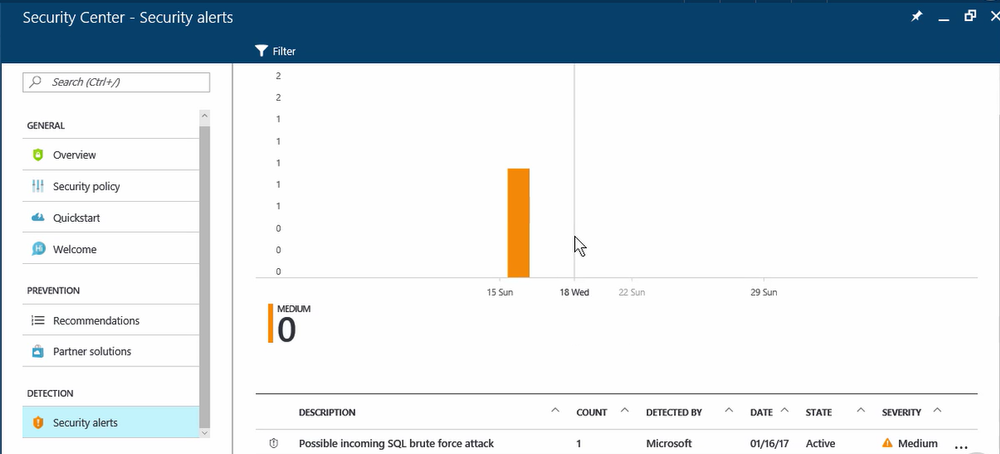 Security Center - Security alerts
Filter
Search (Ctrl+/)
GENERAL
Overview
Security policy
Quickstart
Hi Welcome
PREVENTION
Recommendations
Partner solutions
DETECTION
Security alerts
2
2
1
1
1
1
1
0
0
0
15 Sun 18 Wed 22 Sun 29 Sun
MEDIUM
0
DESCRIPTION COUNT DETECTED BY DATE STATE SEVERITY
Possible incoming SQL brute force attack 1 Microsoft 01/16/17 Active Medium ...